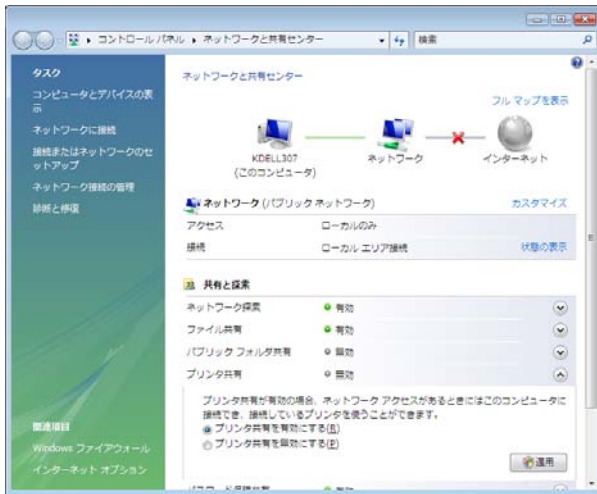 コントロール パネル ▸ ネットワークと共有センター
検索
タスク
コンピュータとデバイスの表
示
ネットワークに接続
接続またはネットワークのセ
ットアップ
ネットワーク接続の管理
診断と修復
関連項目
Windows ファイアウォール
インターネット オプション
ネットワークと共有センター
フル マップを表示
KDELL307
(このコンピュータ)
ネットワーク
インターネット
ネットワーク (パブリック ネットワーク)
カスタマイズ
アクセス
ローカルのみ
接続
ローカル エリア接続
状態の表示
共有と探索
ネットワーク探索
有効
ファイル共有
有効
パブリック フォルダ共有
無効
プリンタ共有
無効
プリンタ共有が有効の場合、ネットワーク アクセスがあるときにはこのコンピュータに
接続でき、接続しているプリンタを使うことができます。
プリンタ共有を有効にする(R)
プリンタ共有を無効にする(P)
適用